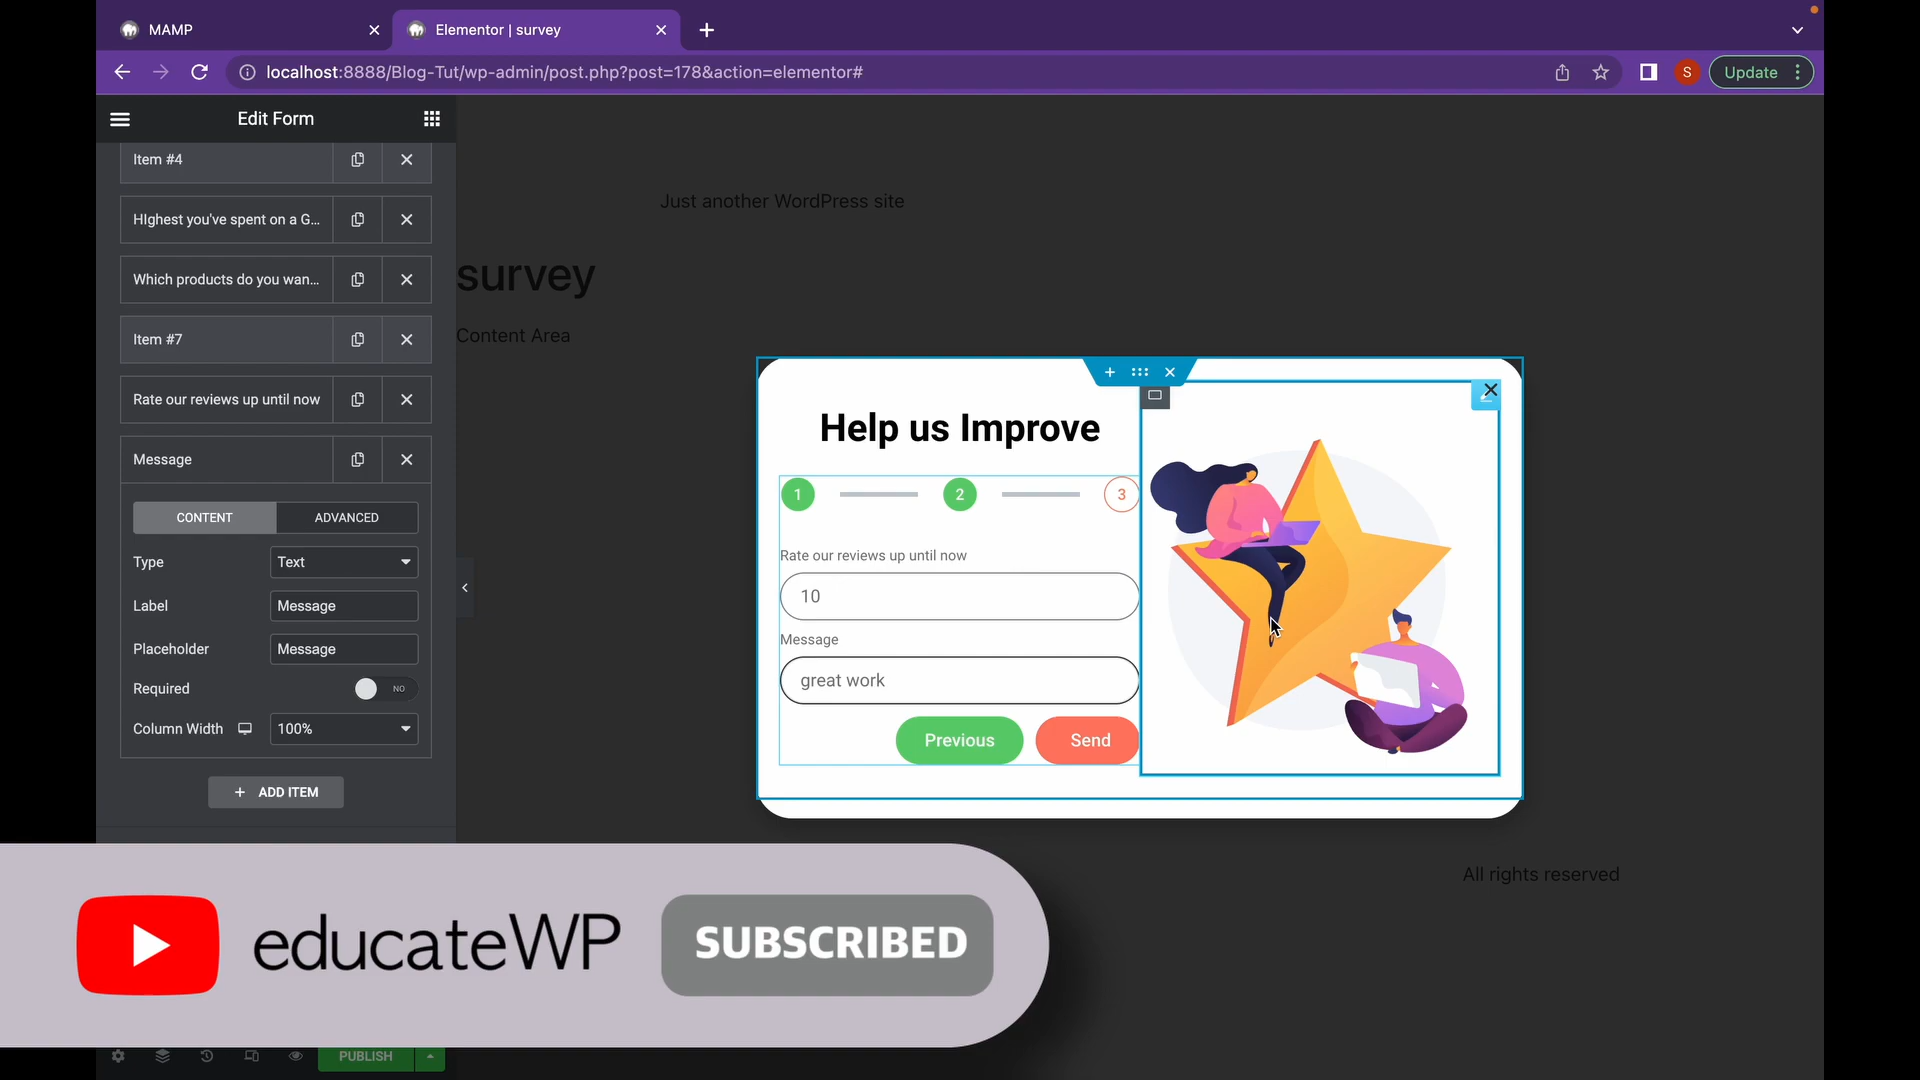 MAMP
Elementor | survey
localhost:8888/Blog-Tut/wp-admin/post.php?post=178&action=elementor#
S
Update
Edit Form
Item #4
HIghest you've spent on a G...
Which products do you wan...
Item #7
Rate our reviews up until now
Message
CONTENT
ADVANCED
Type
Text
Label
Message
Placeholder
Message
Required
NO
Column Width
100%
+ ADD ITEM
PUBLISH
Just another WordPress site
survey
Content Area
Help us Improve
1
2
3
Rate our reviews up until now
10
Message
great work
Previous
Send
All rights reserved
educateWP
SUBSCRIBED